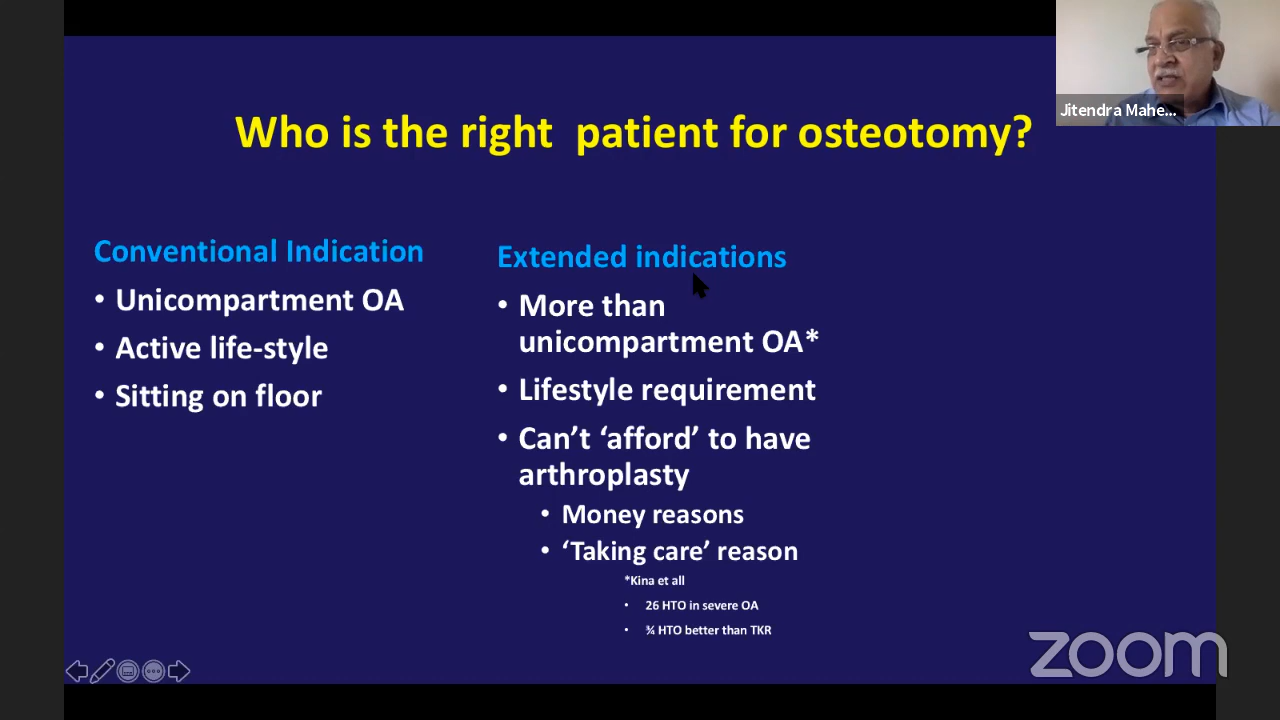 Jitendra Mahe...
Who is the right  patient for osteotomy?
Conventional Indication
• Unicompartment OA
• Active life-style
• Sitting on floor
Extended indications
• More than
unicompartment OA*
• Lifestyle requirement
• Can’t ‘afford’ to have
arthroplasty
• Money reasons
• ‘Taking care’ reason
*Kina et all
• 26 HTO in severe OA
• ¾ HTO better than TKR
zoom